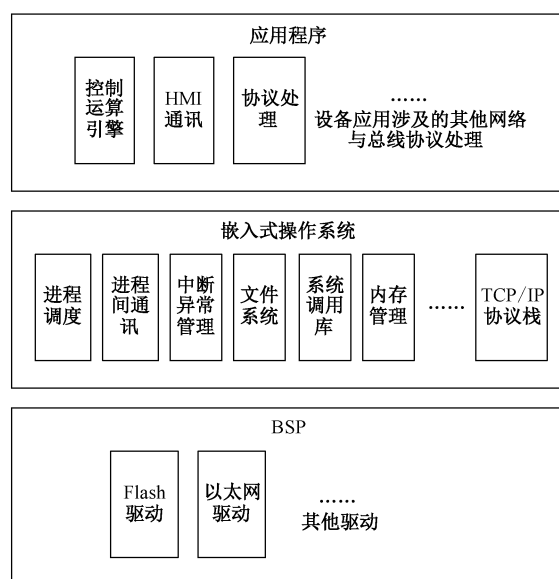 应用程序
控制
运算
引擎
HMI
通讯
协议处
理
……
设备应用涉及的其他网络
与总线协议处理
嵌入式操作系统
进程
调度
进程
间通
讯
中断
异常
管理
文件
系统
系统
调用
库
内存
管理
……
TCP/IP
协议栈
BSP
Flash
驱动
以太网
驱动
……
其他驱动